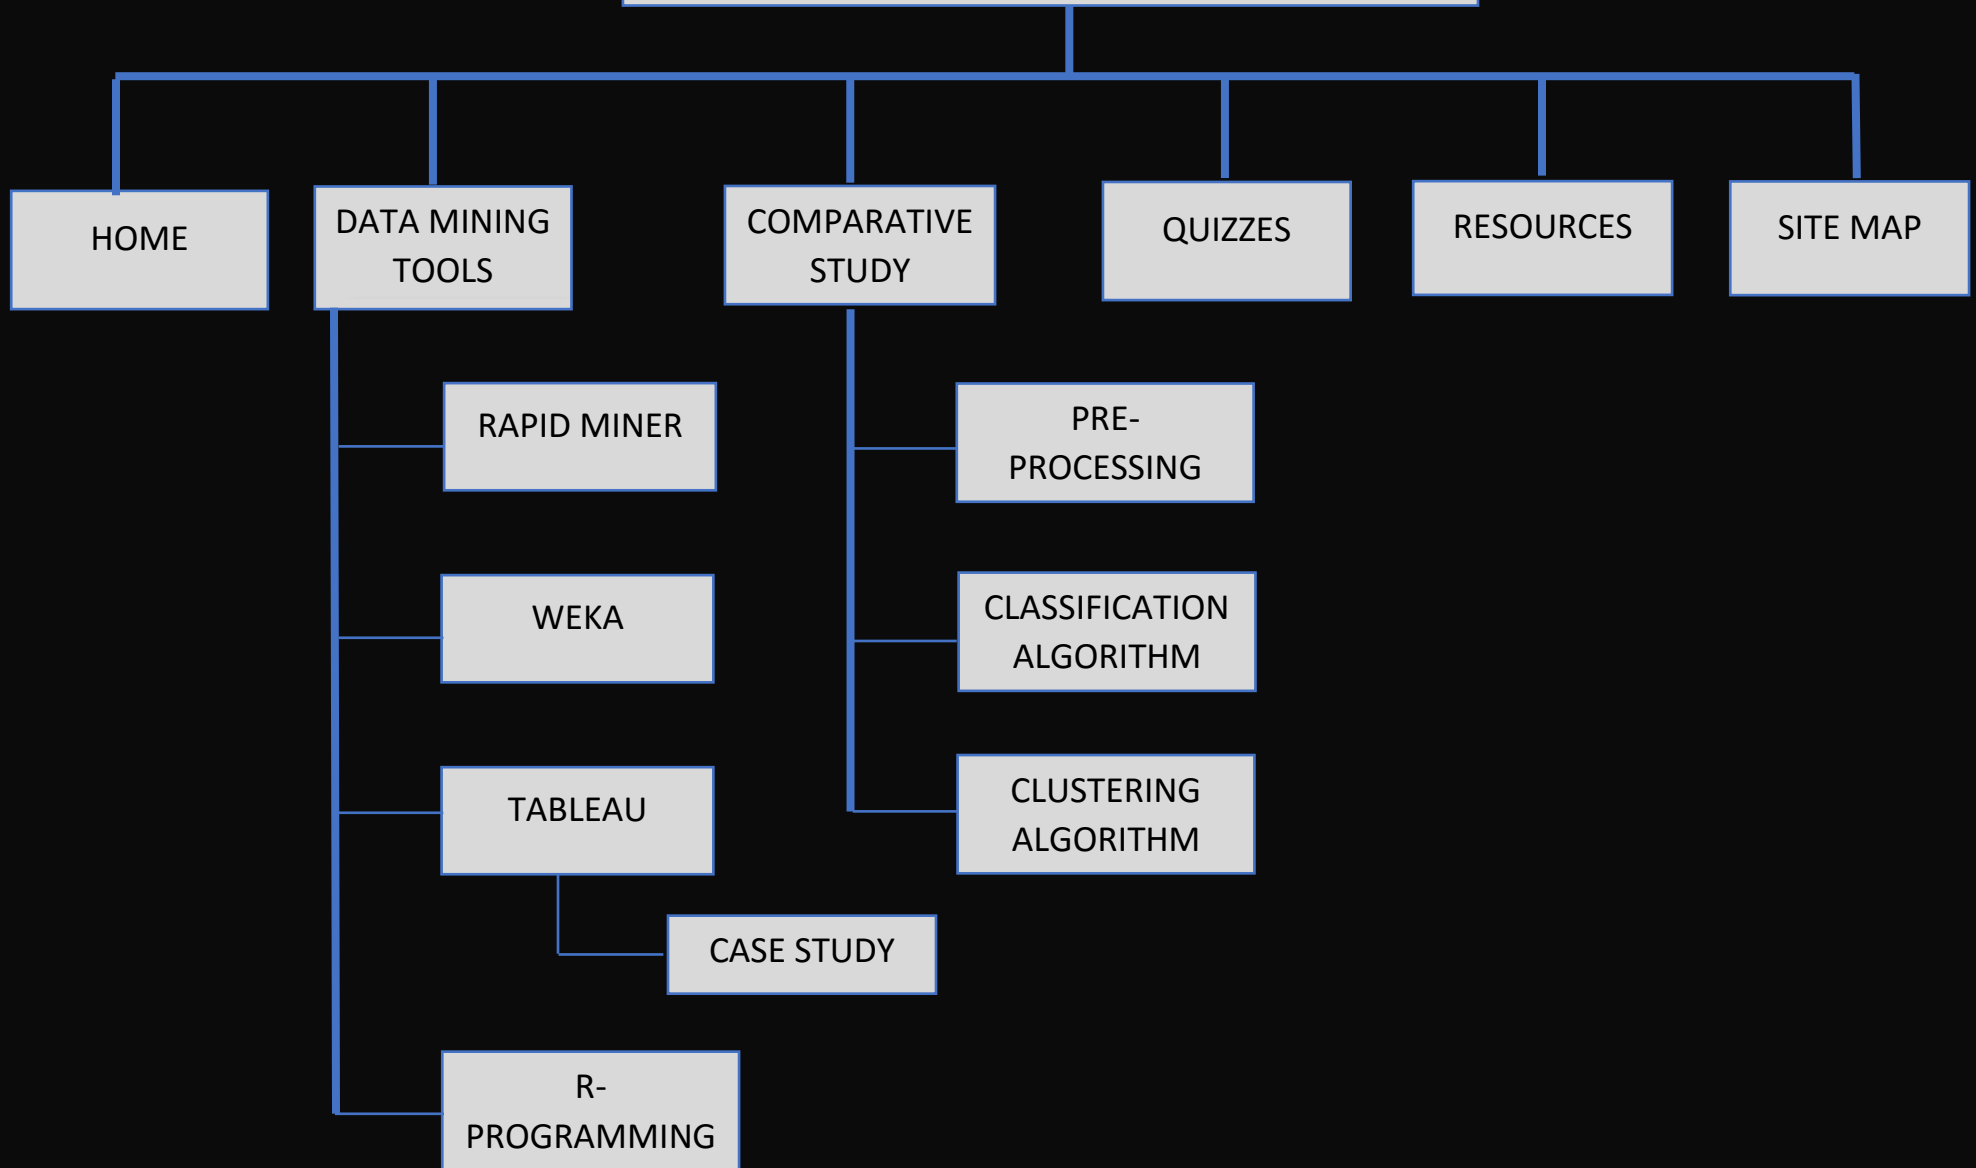 HOME
DATA MINING
TOOLS
COMPARATIVE
STUDY
QUIZZES
RESOURCES
SITE MAP
RAPID MINER
WEKA
TABLEAU
CASE STUDY
R-
PROGRAMMING
PRE-
PROCESSING
CLASSIFICATION
ALGORITHM
CLUSTERING
ALGORITHM